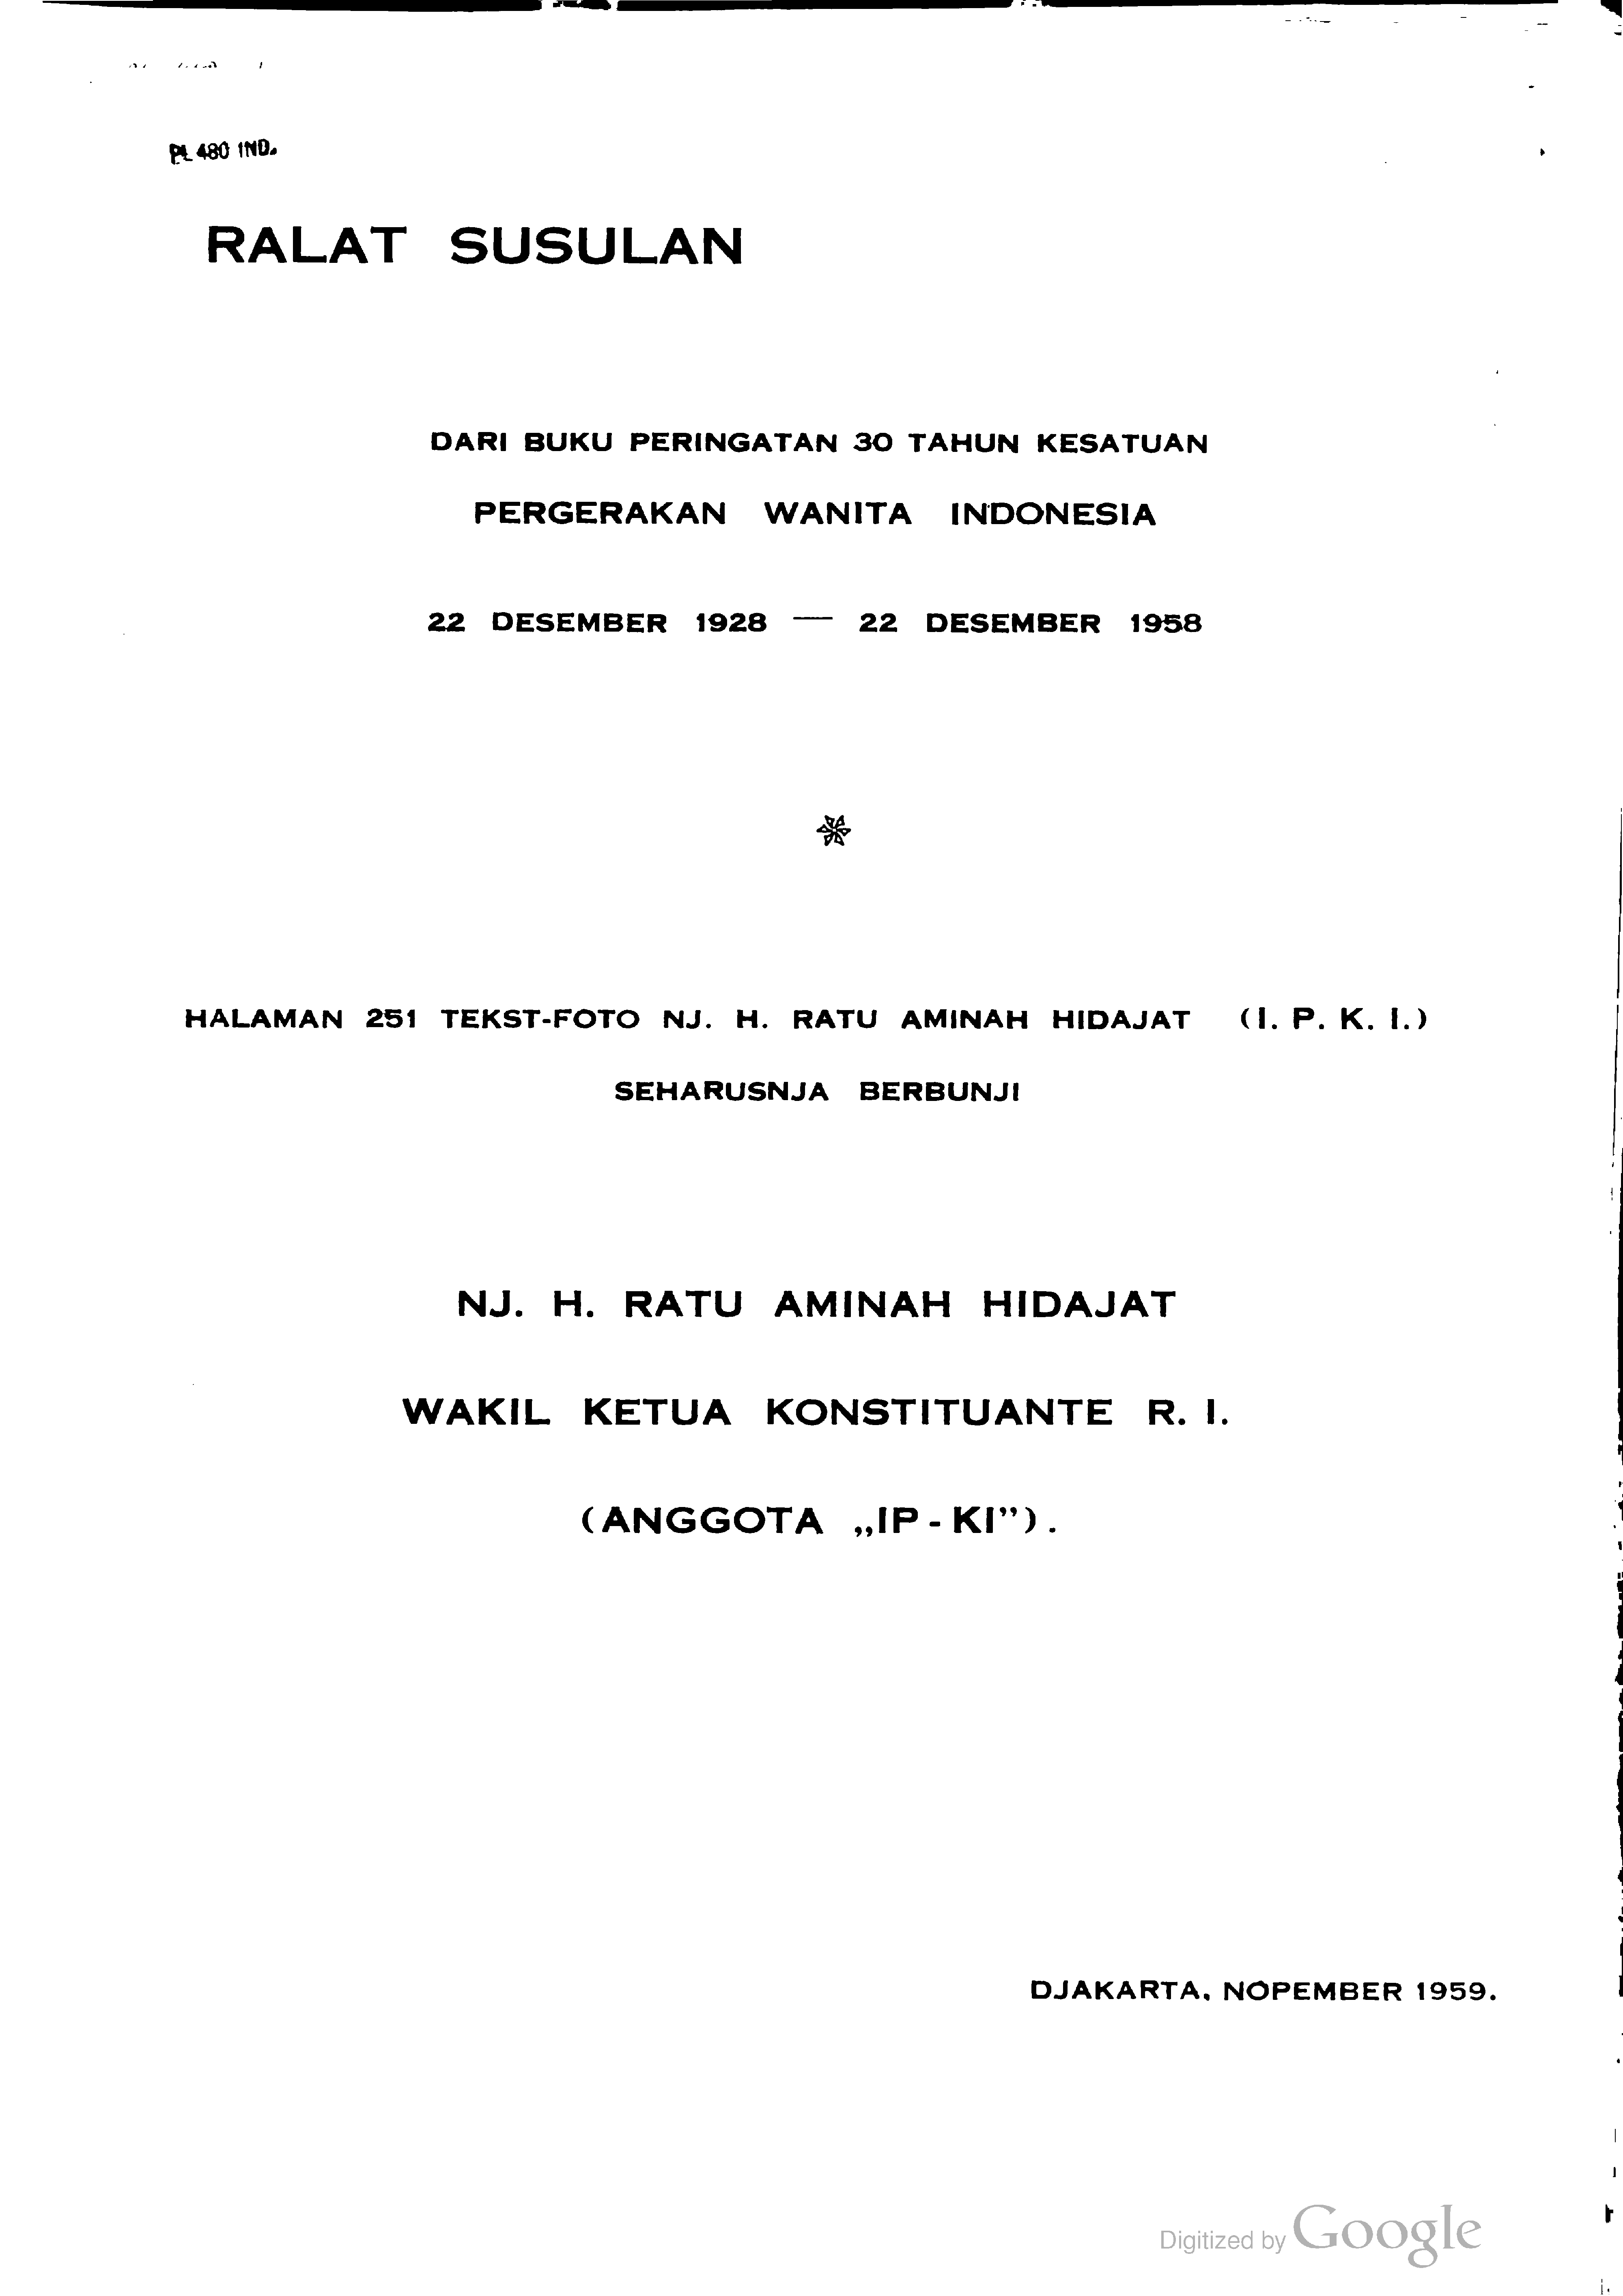 PL 480 IND.
RALAT SUSULAN
DARI BUKU PERINGATAN 30 TAHUN KESATUAN
PERGERAKAN WANITA INDONESIA
22 DESEMBER 1928 — 22 DESEMBER 1958
HALAMAN 251 TEKST-FOTO NJ. H. RATU AMINAH HIDAJAT (I. P. K. I.)
SEHARUSNJA BERBUNJI
NJ. H. RATU AMINAH HIDAJAT
WAKIL KETUA KONSTITUANTE R. I.
(ANGGOTA „IP - KI”).
DJAKARTA, NOPEMBER 1959.
Digitized by Google